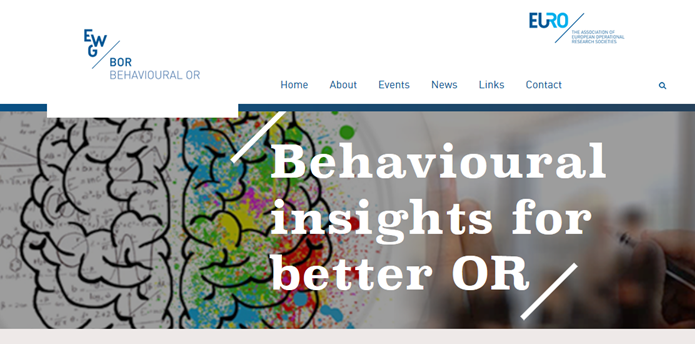 EWG
BOR
BEHAVIOURAL OR
EURO
THE ASSOCIATION OF
EUROPEAN OPERATIONAL
RESEARCH SOCIETIES
Home About Events News Links Contact
Behavioural
insights for
better OR